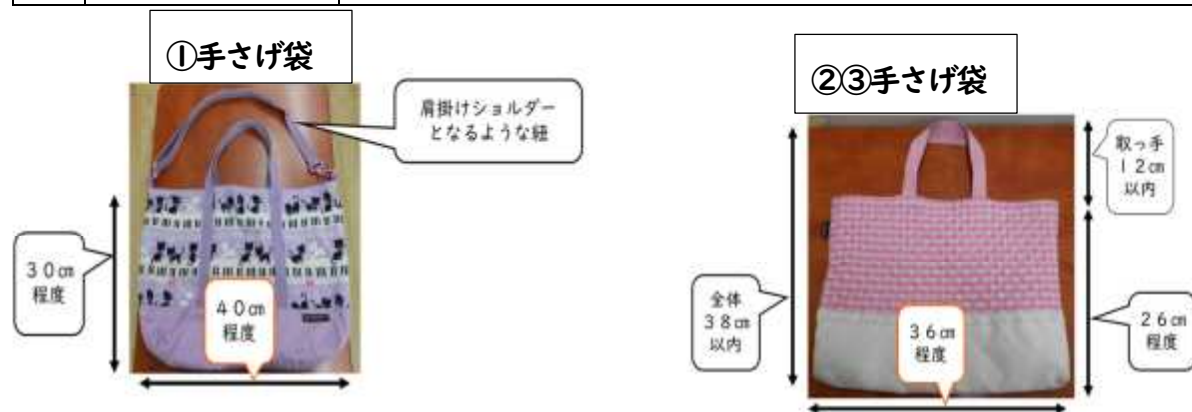 ①手さげ袋
肩掛けショルダー
となるような紐
30㎝
程度
40㎝
程度
②③手さげ袋
取っ手
12㎝
以内
全体
38㎝
以内
36㎝
程度
26㎝
程度